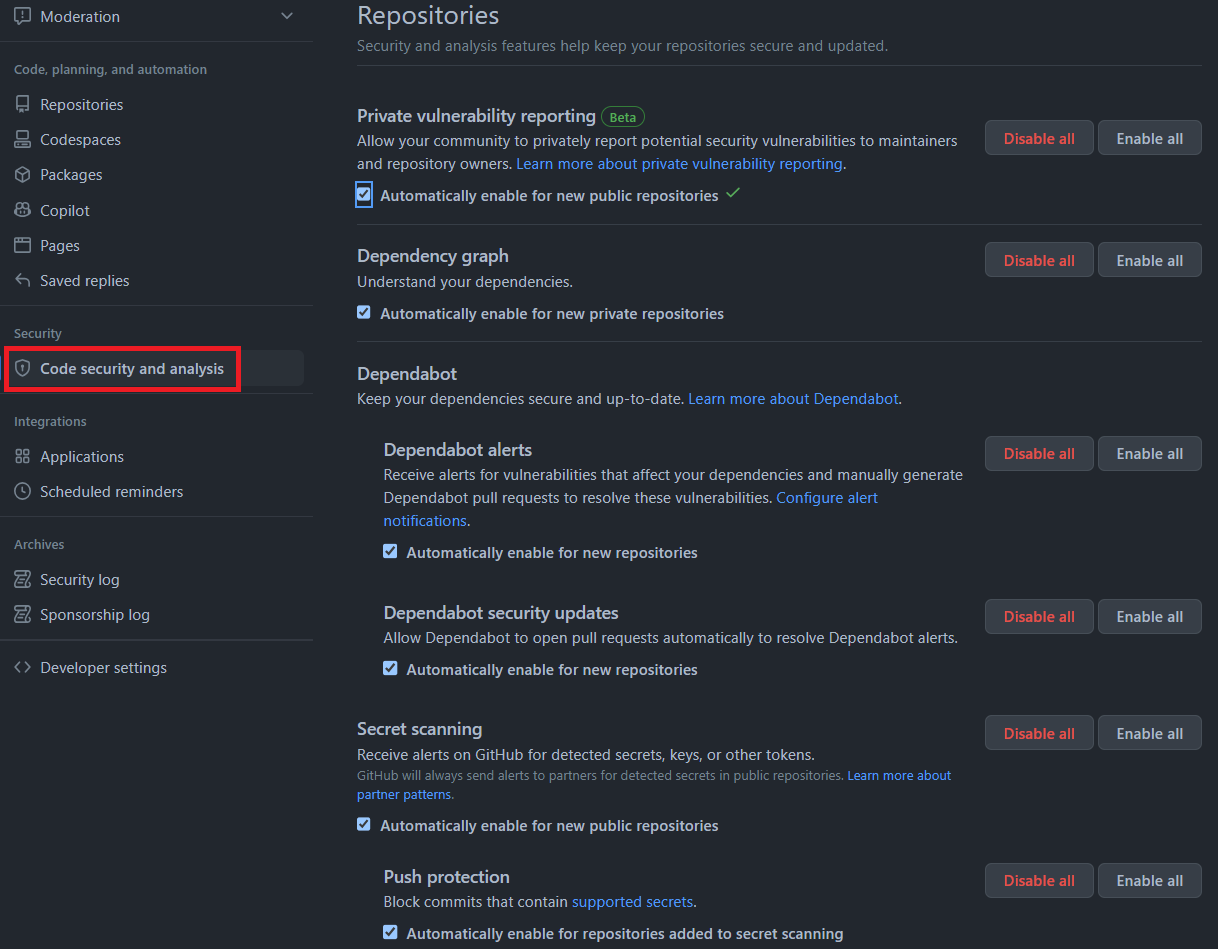 Moderation
Code, planning, and automation
Repositories
Codespaces
Packages
Copilot
Pages
Saved replies
Security
Code security and analysis
Integrations
Applications
Scheduled reminders
Archives
Security log
Sponsorship log
Developer settings
Repositories
Security and analysis features help keep your repositories secure and updated.
Private vulnerability reporting Beta
Allow your community to privately report potential security vulnerabilities to maintainers
and repository owners. Learn more about private vulnerability reporting.
Disable all Enable all
Automatically enable for new public repositories
Dependency graph
Understand your dependencies.
Disable all Enable all
Automatically enable for new private repositories
Dependabot
Keep your dependencies secure and up-to-date. Learn more about Dependabot.
Dependabot alerts
Receive alerts for vulnerabilities that affect your dependencies and manually generate
Dependabot pull requests to resolve these vulnerabilities. Configure alert
notifications.
Disable all Enable all
Automatically enable for new repositories
Dependabot security updates
Allow Dependabot to open pull requests automatically to resolve Dependabot alerts.
Disable all Enable all
Automatically enable for new repositories
Secret scanning
Receive alerts on GitHub for detected secrets, keys, or other tokens.
GitHub will always send alerts to partners for detected secrets in public repositories. Learn more about
partner patterns.
Disable all Enable all
Automatically enable for new public repositories
Push protection
Block commits that contain supported secrets.
Disable all Enable all
Automatically enable for repositories added to secret scanning